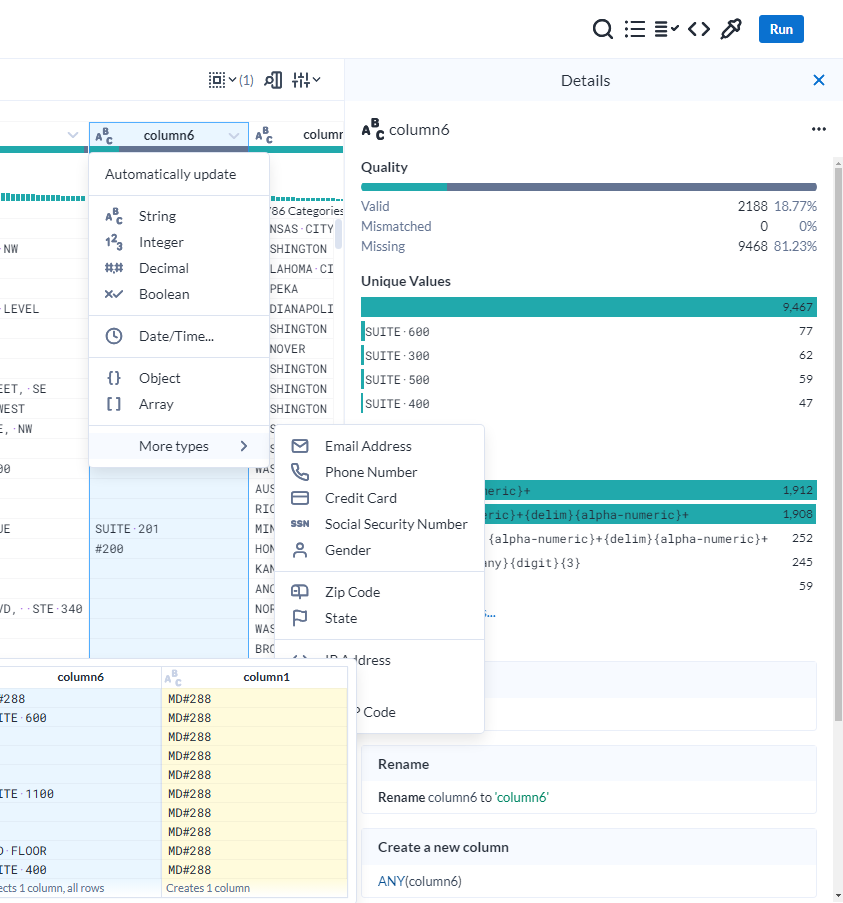 Run
(1)
Details
column6
ABC column6
Automatically update
String
Integer
Decimal
Boolean
Date/Time...
Object
Array
More types
NW
LEVEL
SE
NW
VD,··STE·340
SUITE·201
#200
786 Categories
NSAS·CITY
SHINGTON
LAHOMA·CI
PEKA
DIANAPOLI
SHINGTON
NOVER
SHINGTON
SHINGTON
SHINGTON
WAS
AUS
RIC
MIN
HON
KAN
ANC
NOR
WAS
BRO
Email Address
Phone Number
Credit Card
SSN Social Security Number
Gender
Zip Code
State
IP Address
P Code
Quality
Valid 2188 18.77%
Mismatched 0 0%
Missing 9468 81.23%
Unique Values
9,467
SUITE·600 77
SUITE·300 62
SUITE·500 59
SUITE·400 47
eric}+ 1,912
eric}+{delim}{alpha-numeric}+ 1,908
{alpha-numeric}+{delim}{alpha-numeric}+ 252
ny}{digit}{3} 245
59
Rename
Rename column6 to 'column6'
Create a new column
ANY(column6)
column6 ABC column1
#288 MD#288
ITE·600 MD#288
MD#288
MD#288
MD#288
ITE·1100 MD#288
MD#288
MD#288
FLOOR MD#288
ITE·400 MD#288
ects 1 column, all rows Creates 1 column